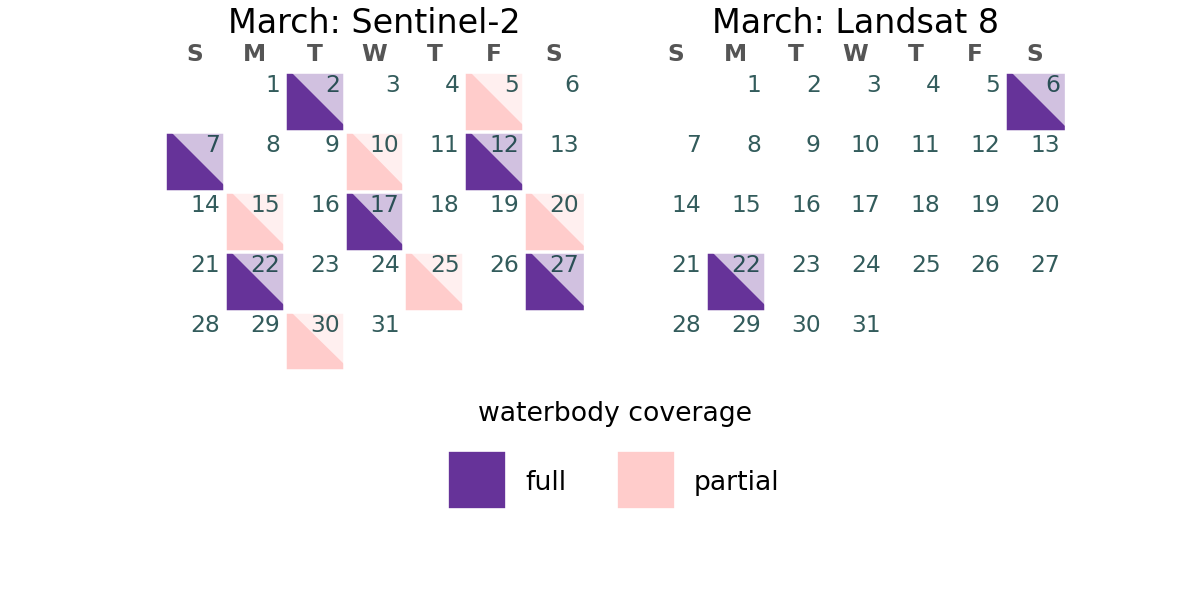 March: Sentinel-2
S M T W T F S
1 2 3 4 5 6
7 8 9 10 11 12 13
14 15 16 17 18 19 20
21 22 23 24 25 26 27
28 29 30 31
March: Landsat 8
S M T W T F S
1 2 3 4 5 6
7 8 9 10 11 12 13
14 15 16 17 18 19 20
21 22 23 24 25 26 27
28 29 30 31
waterbody coverage
full partial